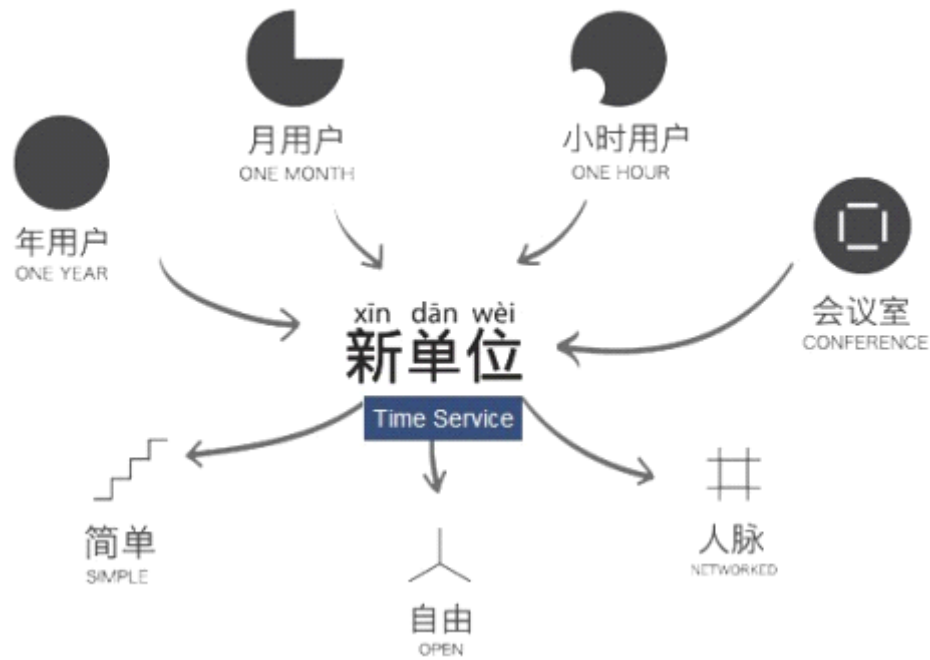 月用户
ONE MONTH
小时用户
ONE HOUR
年用户
ONE YEAR
会议室
CONFERENCE
xīn dān wèi
新单位
Time Service
简单
SIMPLE
人脉
NETWORKED
自由
OPEN